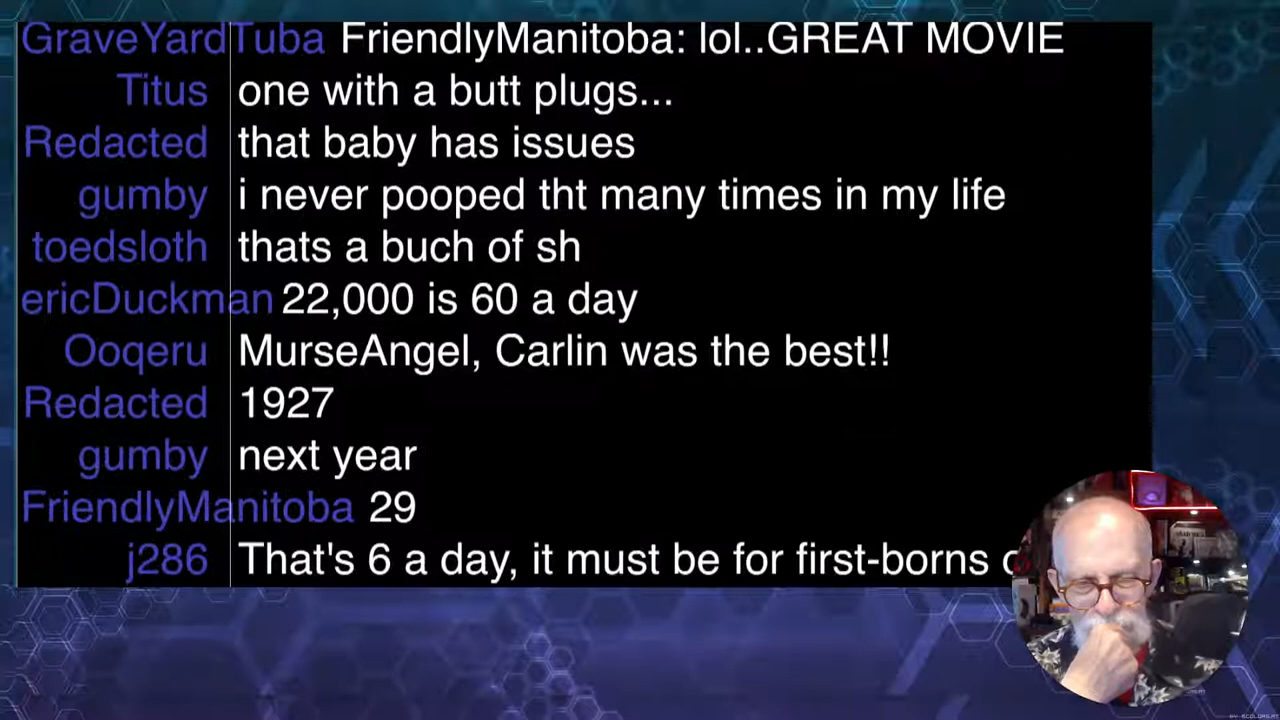 GraveYardTuba FriendlyManitoba: lol..GREAT MOVIE
Titus one with a butt plugs...
Redacted that baby has issues
gumby i never pooped tht many times in my life
toedsloth thats a buch of sh
ericDuckman 22,000 is 60 a day
Ooqeru MurseAngel, Carlin was the best!!
Redacted 1927
gumby next year
FriendlyManitoba 29
j286 That's 6 a day, it must be for first-borns